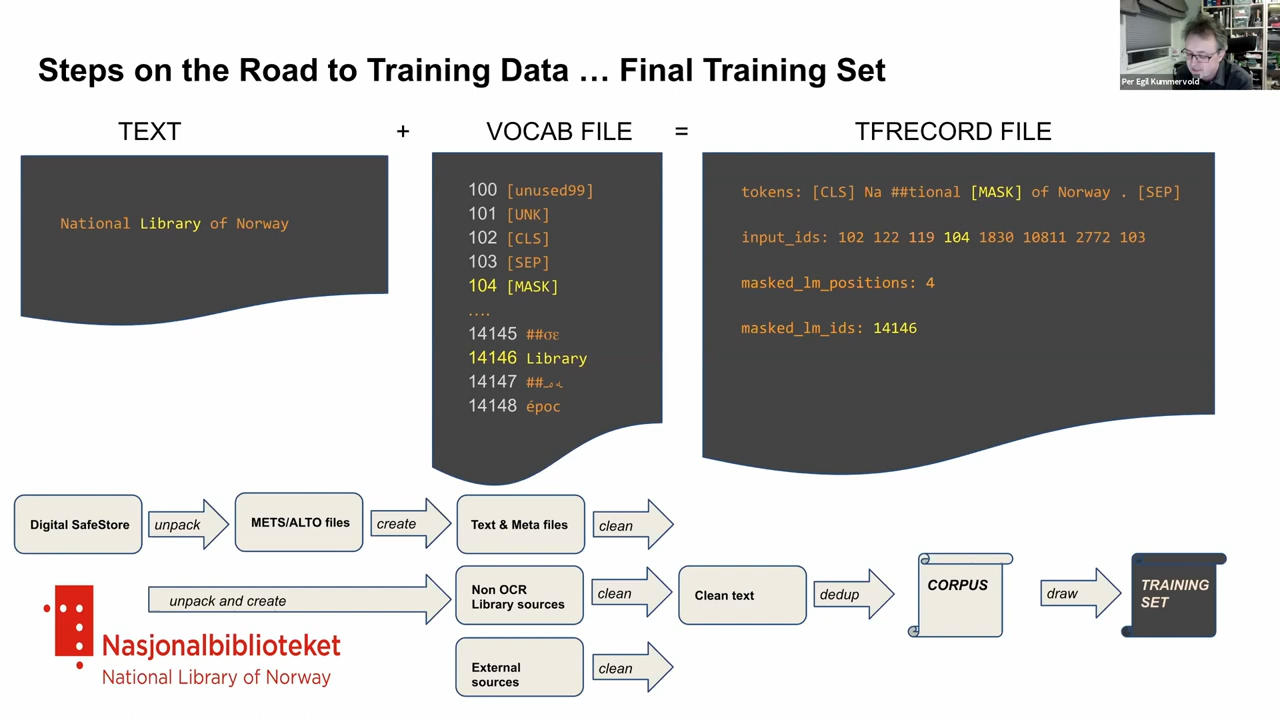 Steps on the Road to Training Data … Final Training Set
Per Egil Kummervold
TEXT + VOCAB FILE = TFRECORD FILE
National Library of Norway
100 [unused99]
101 [UNK]
102 [CLS]
103 [SEP]
104 [MASK]
....
14145 ##σε
14146 Library
14147
14148 époc
tokens: [CLS] Na ##tional [MASK] of Norway . [SEP]
input_ids: 102 122 119 104 1830 10811 2772 103
masked_lm_positions: 4
masked_lm_ids: 14146
Digital SafeStore
unpack
METS/ALTO files
create
Text & Meta files
clean
unpack and create
Non OCR
Library sources
clean
Clean text
dedup
CORPUS
draw
TRAINING
SET
External
sources
clean
Nasjonalbiblioteket
National Library of Norway